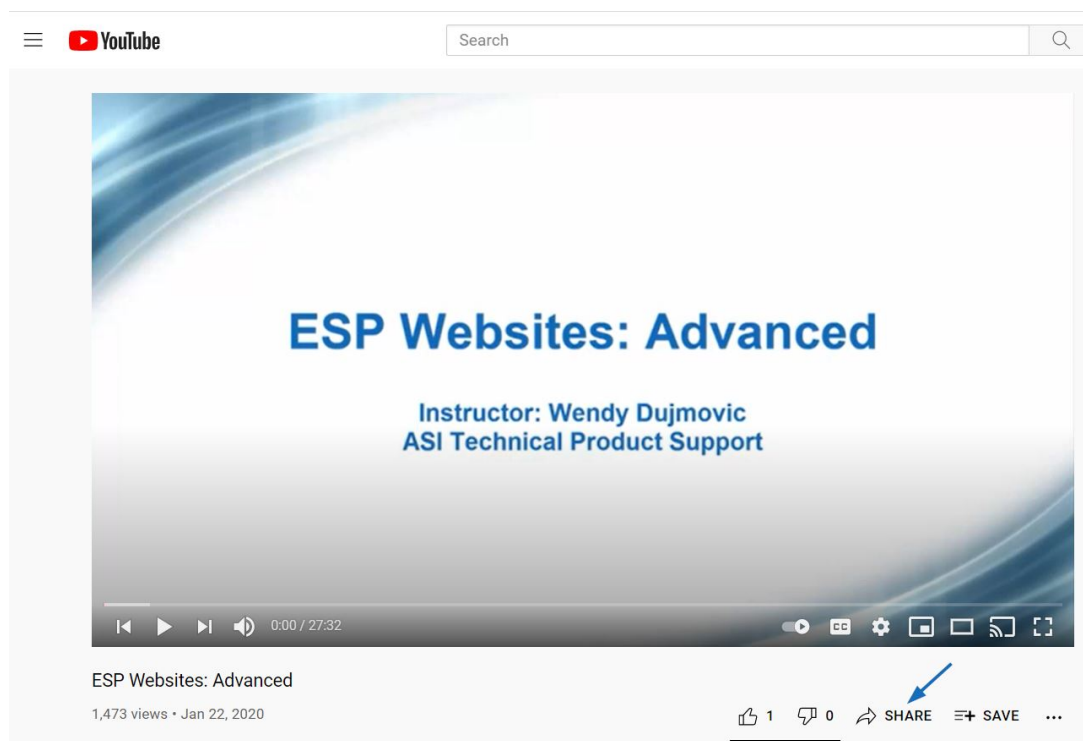 YouTube
Search
ESP Websites: Advanced
Instructor: Wendy Dujmovic
ASI Technical Product Support
0:00 / 27:32
CC
ESP Websites: Advanced
1,473 views • Jan 22, 2020
1 0 SHARE SAVE ...